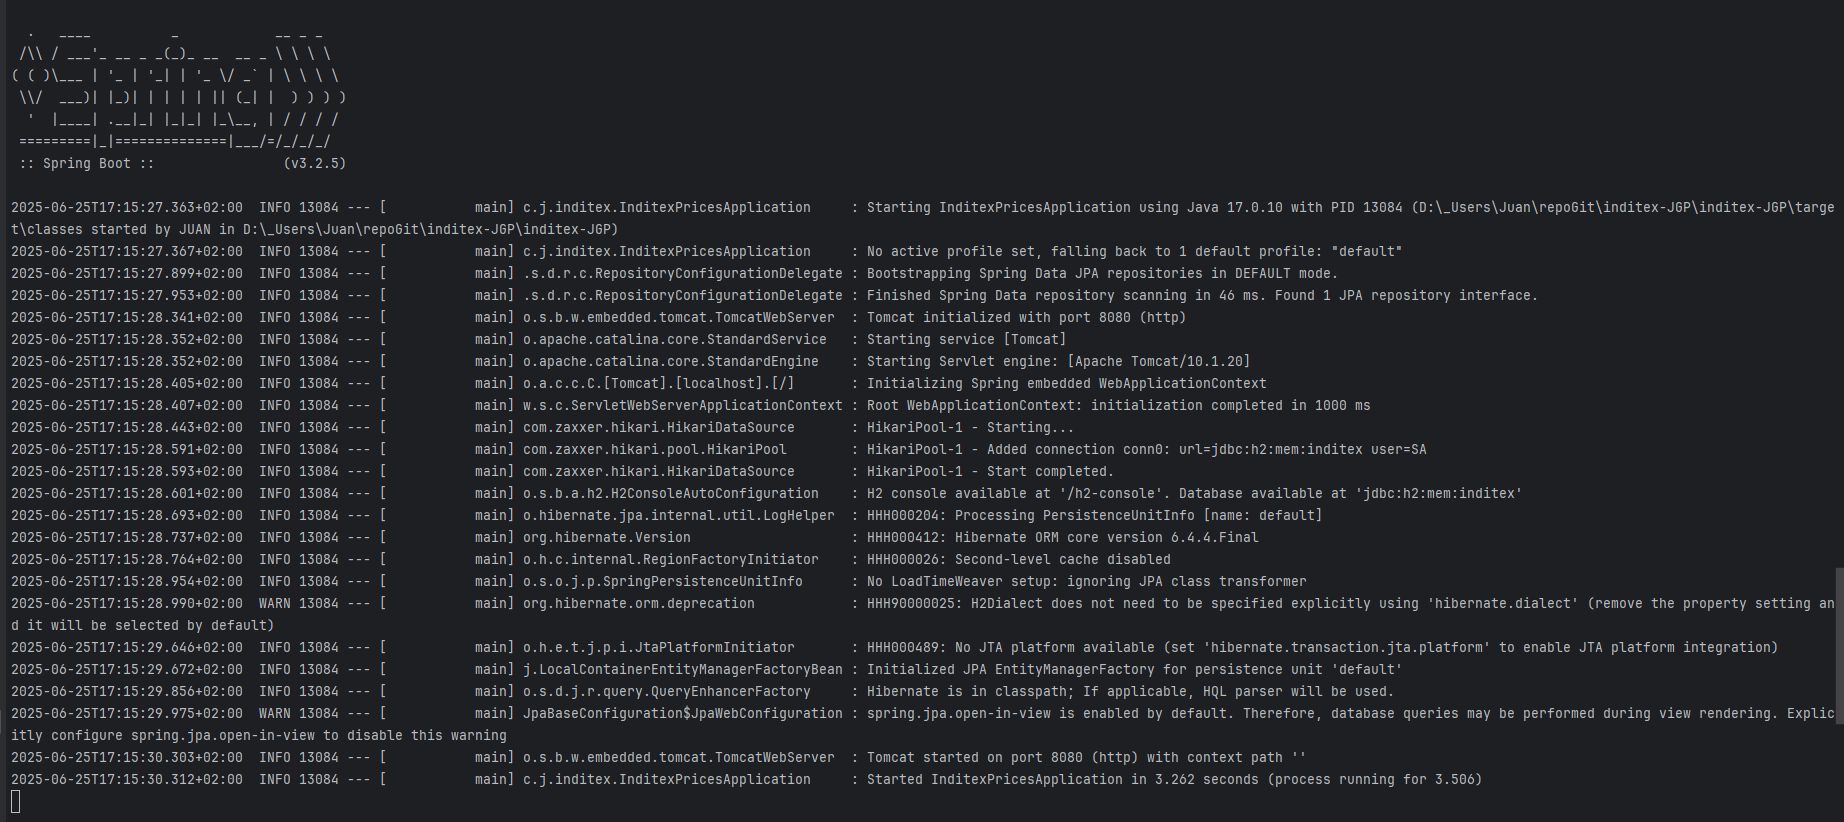 .   ____          _            __ _ _
 /\\ / ___'_ __ _ _(_)_ __  __ _ \ \ \ \
( ( )\___ | '_ | '_| | '_ \/ _` | \ \ \ \
 \\/  ___)| |_)| | | | | || (_| |  ) ) ) )
  '  |____| .__|_| |_|_| |_\__, | / / / /
 =========|_|==============|___/=/_/_/_/
 :: Spring Boot ::                (v3.2.5)

2025-06-25T17:15:27.363+02:00  INFO 13084 --- [           main] c.j.inditex.InditexPricesApplication     : Starting InditexPricesApplication using Java 17.0.10 with PID 13084 (D:\_Users\Juan\repoGit\inditex-JGP\inditex-JGP\targe
t\classes started by JUAN in D:\_Users\Juan\repoGit\inditex-JGP\inditex-JGP)
2025-06-25T17:15:27.367+02:00  INFO 13084 --- [           main] c.j.inditex.InditexPricesApplication     : No active profile set, falling back to 1 default profile: "default"
2025-06-25T17:15:27.899+02:00  INFO 13084 --- [           main] .s.d.r.c.RepositoryConfigurationDelegate : Bootstrapping Spring Data JPA repositories in DEFAULT mode.
2025-06-25T17:15:27.953+02:00  INFO 13084 --- [           main] .s.d.r.c.RepositoryConfigurationDelegate : Finished Spring Data repository scanning in 46 ms. Found 1 JPA repository interface.
2025-06-25T17:15:28.341+02:00  INFO 13084 --- [           main] o.s.b.w.embedded.tomcat.TomcatWebServer  : Tomcat initialized with port 8080 (http)
2025-06-25T17:15:28.352+02:00  INFO 13084 --- [           main] o.apache.catalina.core.StandardService   : Starting service [Tomcat]
2025-06-25T17:15:28.352+02:00  INFO 13084 --- [           main] o.apache.catalina.core.StandardEngine    : Starting Servlet engine: [Apache Tomcat/10.1.20]
2025-06-25T17:15:28.405+02:00  INFO 13084 --- [           main] o.a.c.c.C.[Tomcat].[localhost].[/]       : Initializing Spring embedded WebApplicationContext
2025-06-25T17:15:28.407+02:00  INFO 13084 --- [           main] w.s.c.ServletWebServerApplicationContext : Root WebApplicationContext: initialization completed in 1000 ms
2025-06-25T17:15:28.443+02:00  INFO 13084 --- [           main] com.zaxxer.hikari.HikariDataSource       : HikariPool-1 - Starting...
2025-06-25T17:15:28.591+02:00  INFO 13084 --- [           main] com.zaxxer.hikari.pool.HikariPool        : HikariPool-1 - Added connection conn0: url=jdbc:h2:mem:inditex user=SA
2025-06-25T17:15:28.593+02:00  INFO 13084 --- [           main] com.zaxxer.hikari.HikariDataSource       : HikariPool-1 - Start completed.
2025-06-25T17:15:28.601+02:00  INFO 13084 --- [           main] o.s.b.a.h2.H2ConsoleAutoConfiguration    : H2 console available at '/h2-console'. Database available at 'jdbc:h2:mem:inditex'
2025-06-25T17:15:28.693+02:00  INFO 13084 --- [           main] o.hibernate.jpa.internal.util.LogHelper  : HHH000204: Processing PersistenceUnitInfo [name: default]
2025-06-25T17:15:28.737+02:00  INFO 13084 --- [           main] org.hibernate.Version                    : HHH000412: Hibernate ORM core version 6.4.4.Final
2025-06-25T17:15:28.764+02:00  INFO 13084 --- [           main] o.h.c.internal.RegionFactoryInitiator    : HHH000026: Second-level cache disabled
2025-06-25T17:15:28.954+02:00  INFO 13084 --- [           main] o.s.o.j.p.SpringPersistenceUnitInfo      : No LoadTimeWeaver setup: ignoring JPA class transformer
2025-06-25T17:15:28.990+02:00  WARN 13084 --- [           main] org.hibernate.orm.deprecation            : HHH90000025: H2Dialect does not need to be specified explicitly using 'hibernate.dialect' (remove the property setting an
d it will be selected by default)
2025-06-25T17:15:29.646+02:00  INFO 13084 --- [           main] o.h.e.t.j.p.i.JtaPlatformInitiator       : HHH000489: No JTA platform available (set 'hibernate.transaction.jta.platform' to enable JTA platform integration)
2025-06-25T17:15:29.672+02:00  INFO 13084 --- [           main] j.LocalContainerEntityManagerFactoryBean : Initialized JPA EntityManagerFactory for persistence unit 'default'
2025-06-25T17:15:29.856+02:00  INFO 13084 --- [           main] o.s.d.j.r.query.QueryEnhancerFactory     : Hibernate is in classpath; If applicable, HQL parser will be used.
2025-06-25T17:15:29.975+02:00  WARN 13084 --- [           main] JpaBaseConfiguration$JpaWebConfiguration : spring.jpa.open-in-view is enabled by default. Therefore, database queries may be performed during view rendering. Explic
itly configure spring.jpa.open-in-view to disable this warning
2025-06-25T17:15:30.303+02:00  INFO 13084 --- [           main] o.s.b.w.embedded.tomcat.TomcatWebServer  : Tomcat started on port 8080 (http) with context path ''
2025-06-25T17:15:30.312+02:00  INFO 13084 --- [           main] c.j.inditex.InditexPricesApplication     : Started InditexPricesApplication in 3.262 seconds (process running for 3.506)